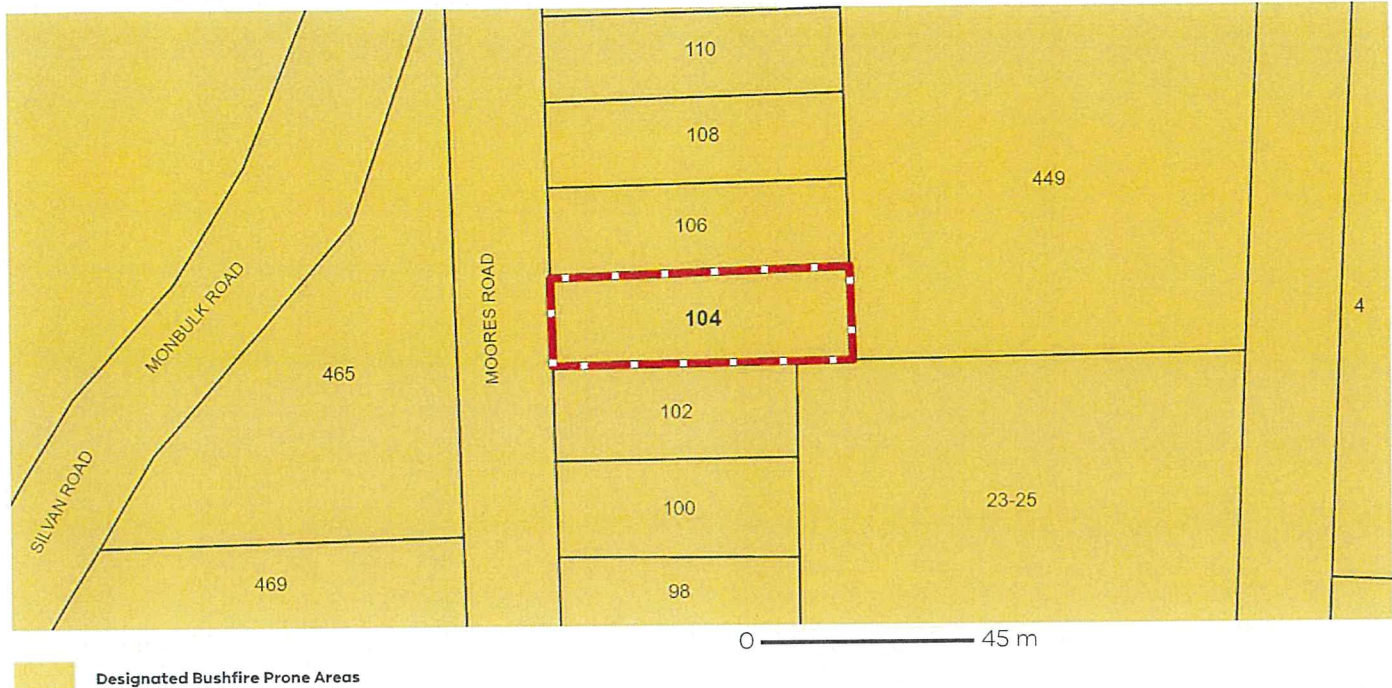 110
108
449
106
104
4
MONBULK ROAD
MOORES ROAD
465
102
SILVAN ROAD
100
23-25
469
98
0 45 m
Designated Bushfire Prone Areas